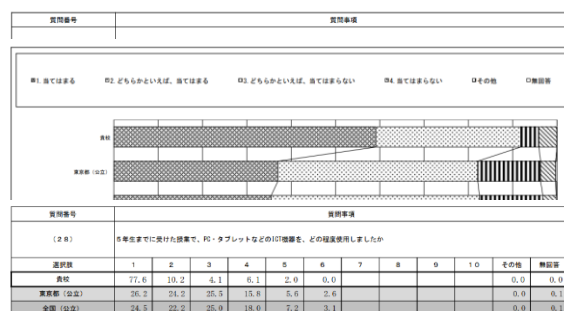 質問番号 質問事項
1. 当てはまる 2. どちらかといえば、当てはまる 3. どちらかといえば、当てはまらない 4. 当てはまらない その他 無回答
貴校
東京都（公立）
質問番号 質問事項
（２８） ５年生までに受けた授業で、PC・タブレットなどのICT機器を、どの程度使用しましたか
選択肢 1 2 3 4 5 6 7 8 9 10 その他 無回答
貴校 77.6 10.2 4.1 6.1 2.0 0.0 0.0 0.0
東京都（公立） 26.2 24.2 25.5 15.8 5.6 2.6 0.0 0.1
全国（公立） 24.5 22.2 25.0 18.0 7.2 3.1 0.0 0.1